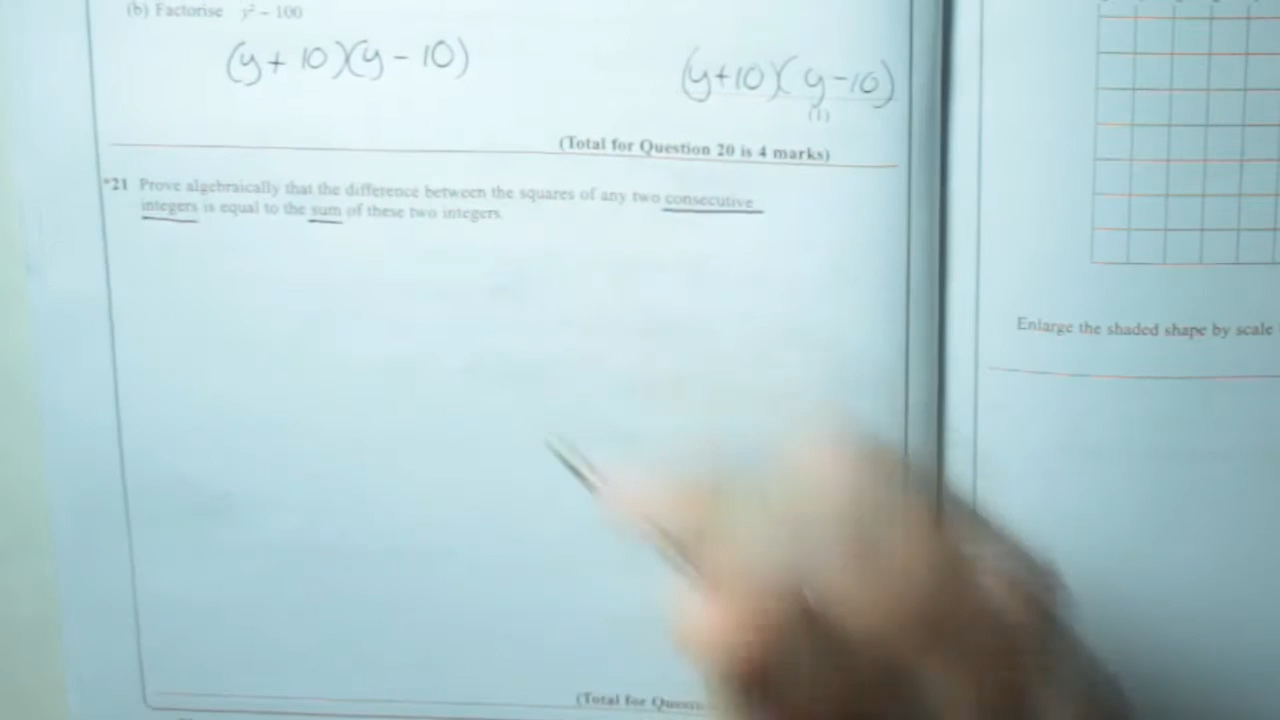 (b) Factorise y² – 100
(y + 10)(y – 10)
(y+10)(y–10)
(1)
(Total for Question 20 is 4 marks)
*21 Prove algebraically that the difference between the squares of any two consecutive
integers is equal to the sum of these two integers.
Enlarge the shaded shape by scale
(Total for